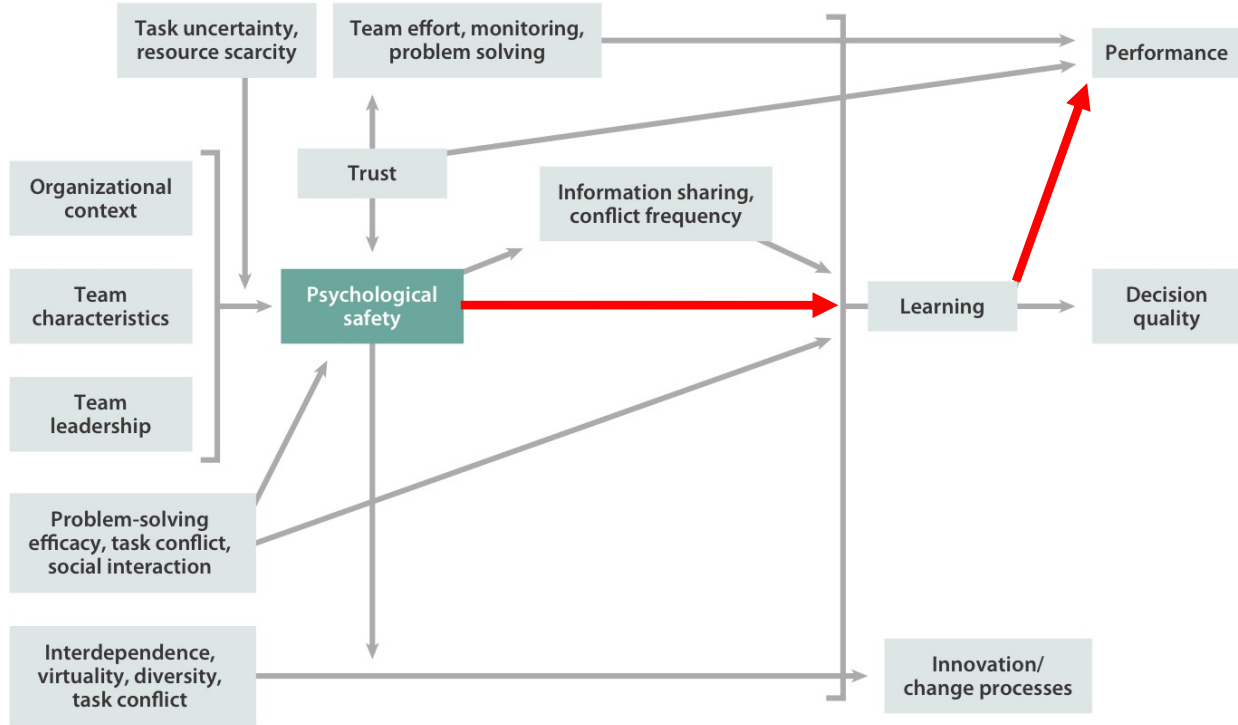 Task uncertainty,
resource scarcity
Team effort, monitoring,
problem solving
Performance
Trust
Organizational
context
Information sharing,
conflict frequency
Team
characteristics
Psychological
safety
Learning
Decision
quality
Team
leadership
Problem-solving
efficacy, task conflict,
social interaction
Interdependence,
virtuality, diversity,
task conflict
Innovation/
change processes